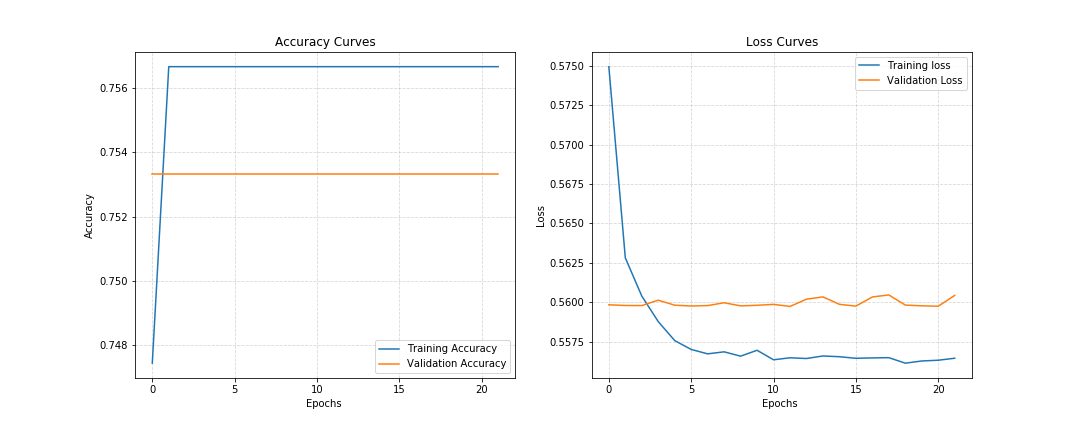 Accuracy Curves
0.756
0.754
0.752
0.750
0.748
Accuracy
0 5 10 15 20
Epochs
Training Accuracy
Validation Accuracy
Loss Curves
0.5750
0.5725
0.5700
0.5675
0.5650
0.5625
0.5600
0.5575
Loss
0 5 10 15 20
Epochs
Training loss
Validation Loss